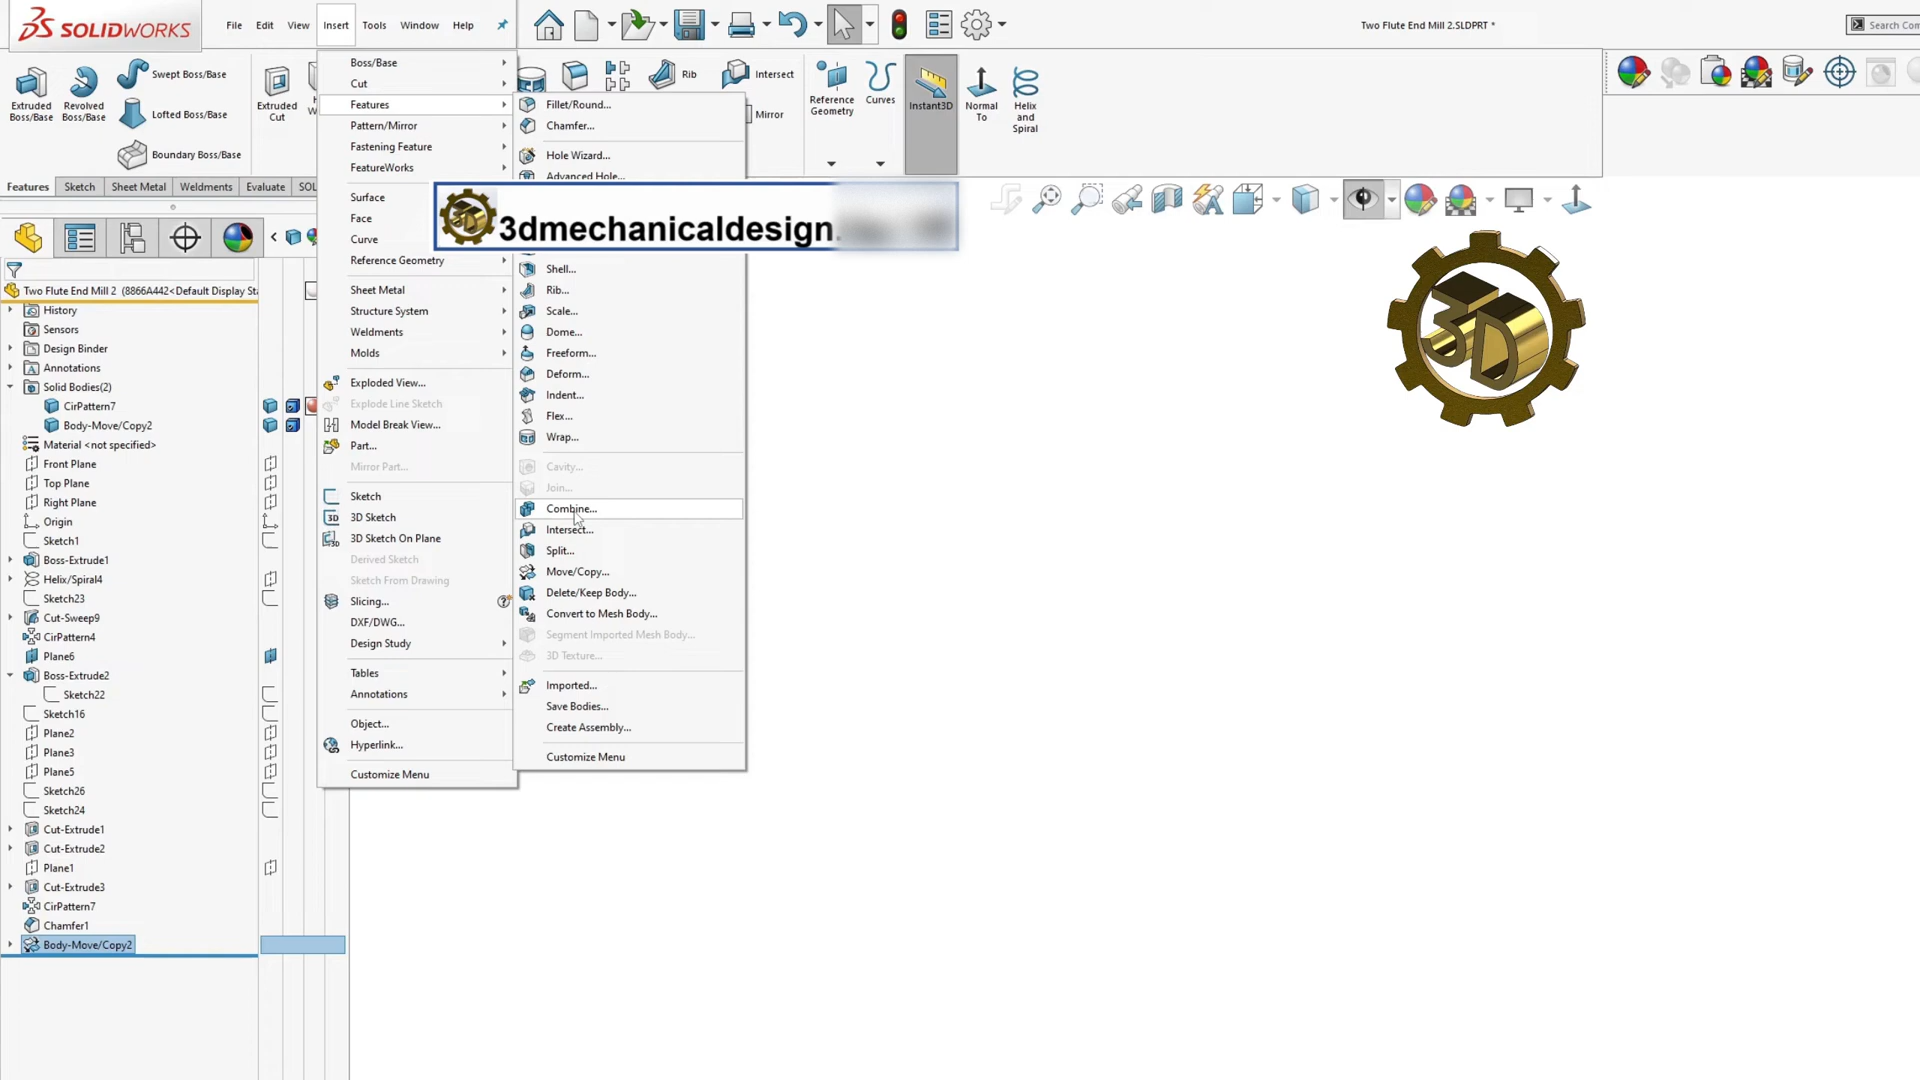 SOLIDWORKS
File Edit View Insert Tools Window Help
Two Flute End Mill 2.SLDPRT *
Search Com
Extruded Boss/Base
Revolved Boss/Base
Swept Boss/Base
Lofted Boss/Base
Boundary Boss/Base
Extruded Cut
Rib
Intersect
Mirror
Reference Geometry
Curves
Instant3D
Normal To
Helix and Spiral
Features Sketch Sheet Metal Weldments Evaluate SOL
Boss/Base
Cut
Features
Pattern/Mirror
Fastening Feature
FeatureWorks
Surface
Face
Curve
Reference Geometry
Sheet Metal
Structure System
Weldments
Molds
Exploded View...
Explode Line Sketch
Model Break View...
Part...
Mirror Part...
Sketch
3D Sketch
3D Sketch On Plane
Derived Sketch
Sketch From Drawing
Slicing...
DXF/DWG...
Design Study
Tables
Annotations
Object...
Hyperlink...
Customize Menu
Fillet/Round...
Chamfer...
Hole Wizard...
Advanced Hole...
3dmechanicaldesign.
Shell...
Rib...
Scale...
Dome...
Freeform...
Deform...
Indent...
Flex...
Wrap...
Cavity...
Join...
Combine...
Intersect...
Split...
Move/Copy...
Delete/Keep Body...
Convert to Mesh Body...
Segment Imported Mesh Body...
3D Texture...
Imported...
Save Bodies...
Create Assembly...
Customize Menu
Two Flute End Mill 2 (8866A442<Default Display Sta
History
Sensors
Design Binder
Annotations
Solid Bodies(2)
CirPattern7
Body-Move/Copy2
Material <not specified>
Front Plane
Top Plane
Right Plane
Origin
Sketch1
Boss-Extrude1
Helix/Spiral4
Sketch23
Cut-Sweep9
CirPattern4
Plane6
Boss-Extrude2
Sketch22
Sketch16
Plane2
Plane3
Plane5
Sketch26
Sketch24
Cut-Extrude1
Cut-Extrude2
Plane1
Cut-Extrude3
CirPattern7
Chamfer1
Body-Move/Copy2
3D